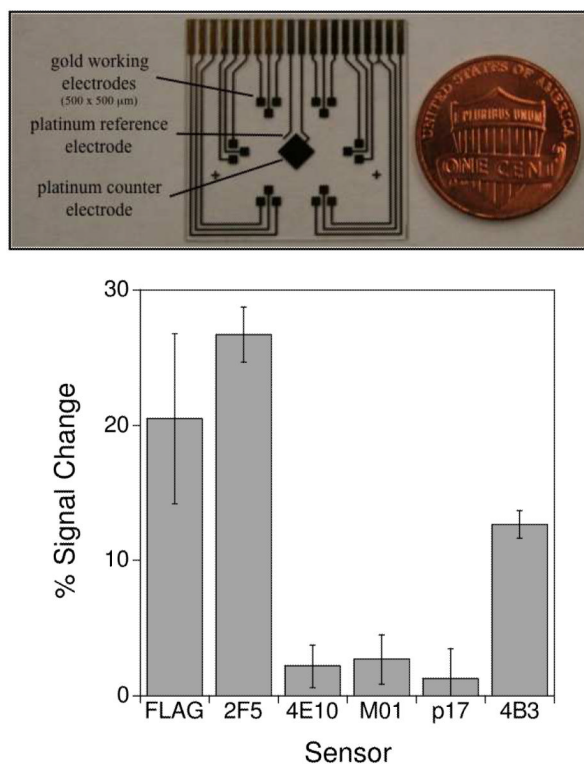 gold working
electrodes
(500 x 500 μm)
platinum reference
electrode
platinum counter
electrode
UNITED STATES OF AMERICA
E PLURIBUS UNUM
ONE CENT
30
20
10
0
% Signal Change
FLAG 2F5 4E10 M01 p17 4B3
Sensor